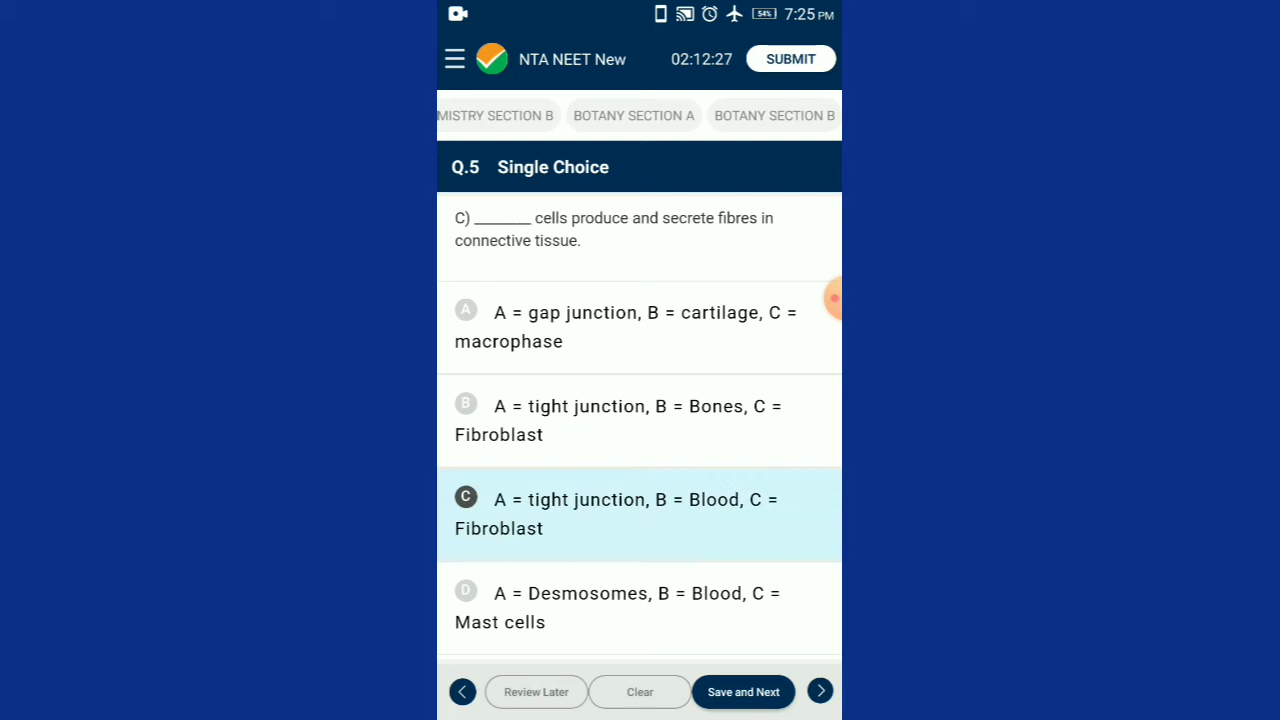 54% 7:25 PM
NTA NEET New 02:12:27 SUBMIT
MISTRY SECTION B BOTANY SECTION A BOTANY SECTION B
Q.5 Single Choice
C) ________ cells produce and secrete fibres in
connective tissue.
A A = gap junction, B = cartilage, C =
macrophase
B A = tight junction, B = Bones, C =
Fibroblast
C A = tight junction, B = Blood, C =
Fibroblast
D A = Desmosomes, B = Blood, C =
Mast cells
Review Later Clear Save and Next